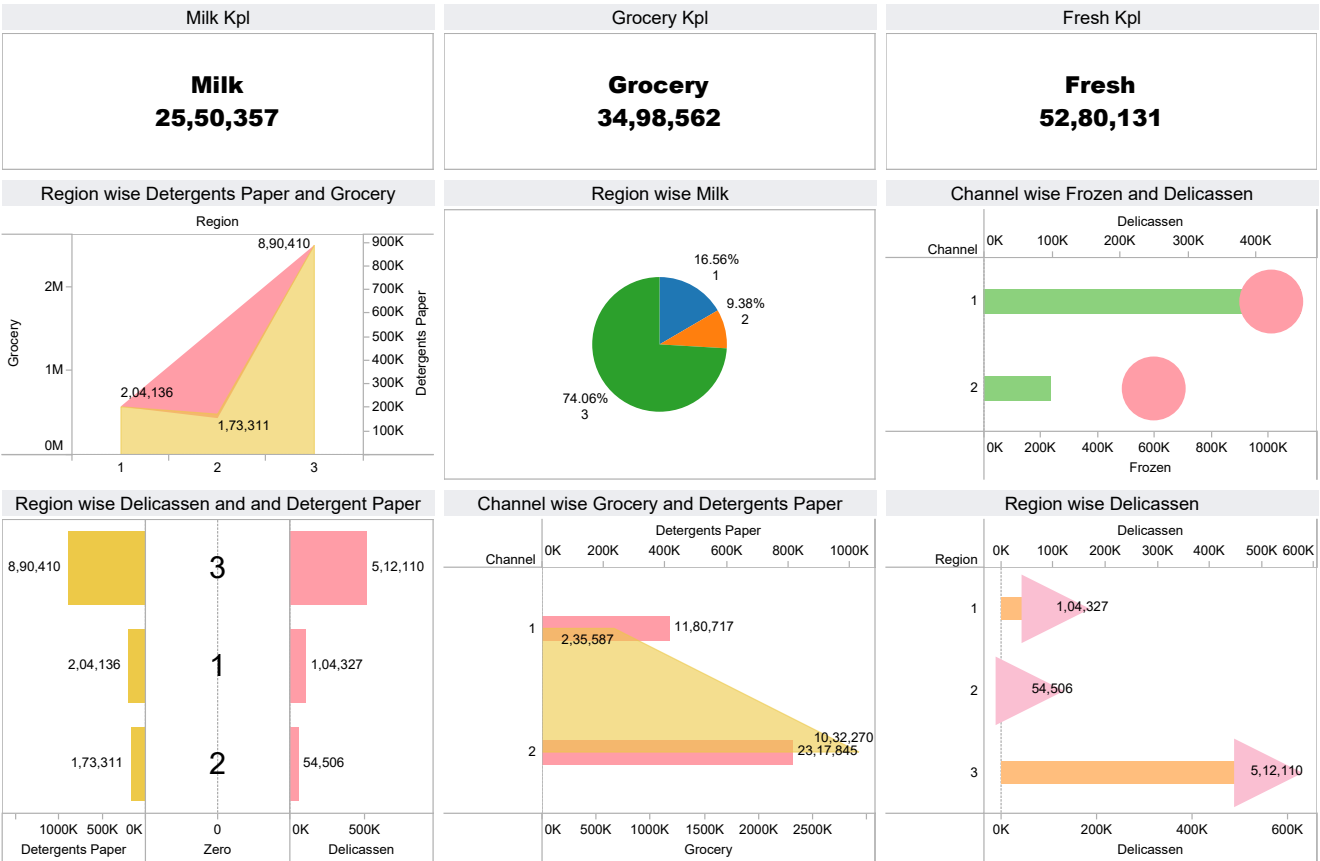 Milk Kpl
Grocery Kpl
Fresh Kpl
Milk
25,50,357
Grocery
34,98,562
Fresh
52,80,131
Region wise Detergents Paper and Grocery
Region
8,90,410
2,04,136
1,73,311
2M
1M
0M
Grocery
900K
800K
700K
600K
500K
400K
300K
200K
100K
Detergents Paper
1 2 3
Region wise Milk
16.56%
1
9.38%
2
74.06%
3
Channel wise Frozen and Delicassen
Delicassen
Channel
0K 100K 200K 300K 400K
1
2
0K 200K 400K 600K 800K 1000K
Frozen
Region wise Delicassen and and Detergent Paper
8,90,410 3 5,12,110
2,04,136 1 1,04,327
1,73,311 2 54,506
1000K 500K 0K 0 0K 500K
Detergents Paper Zero Delicassen
Channel wise Grocery and Detergents Paper
Detergents Paper
Channel
0K 200K 400K 600K 800K 1000K
1
11,80,717
2,35,587
2
10,32,270
23,17,845
0K 500K 1000K 1500K 2000K 2500K
Grocery
Region wise Delicassen
Delicassen
Region
0K 100K 200K 300K 400K 500K 600K
1 1,04,327
2 54,506
3 5,12,110
0K 200K 400K 600K
Delicassen